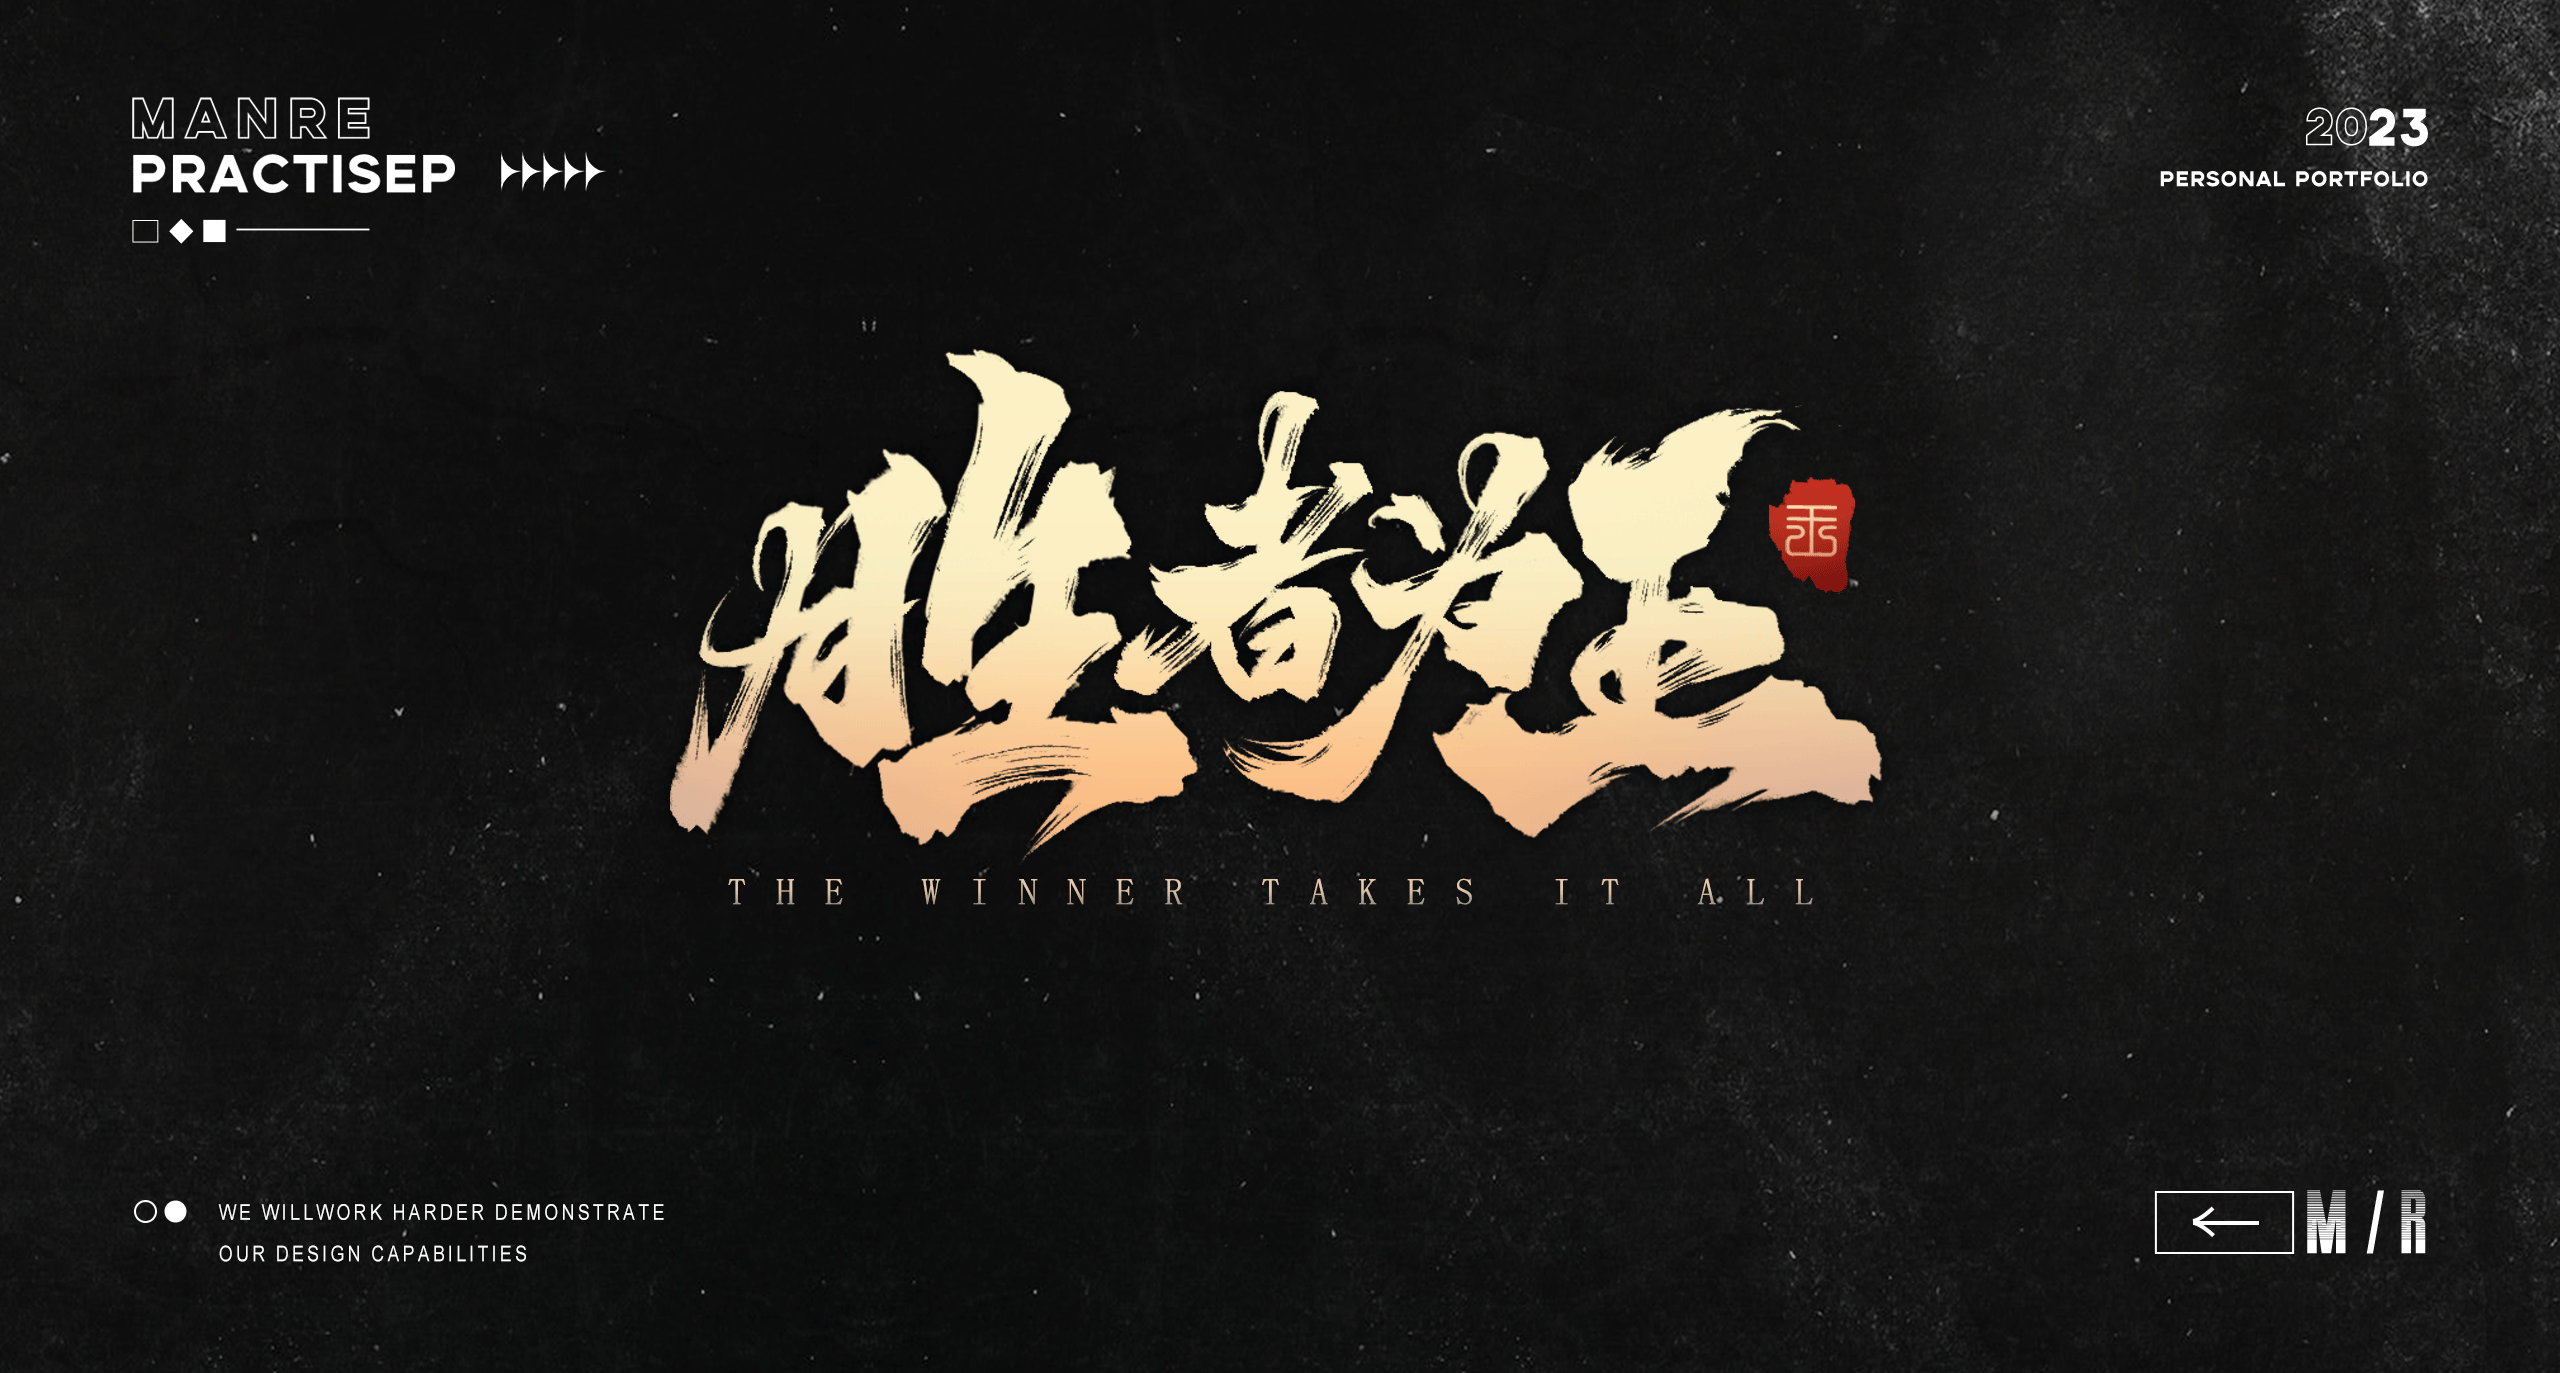 MANRE
PRACTISEP
2023
PERSONAL PORTFOLIO
胜者为王
THE WINNER TAKES IT ALL
WE WILLWORK HARDER DEMONSTRATE
OUR DESIGN CAPABILITIES
M / R